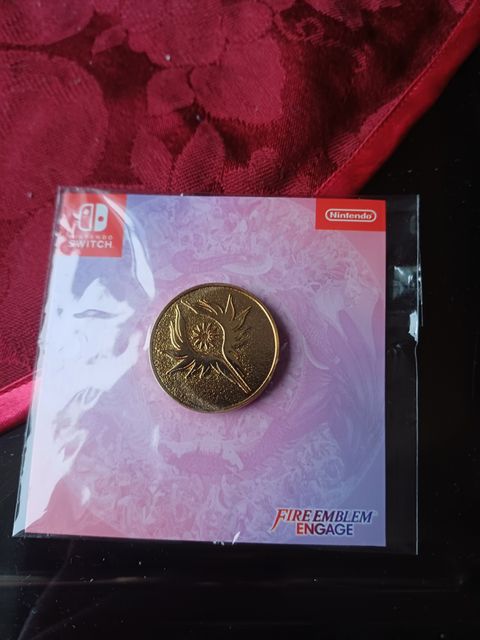 NINTENDO
SWITCH
Nintendo
FIRE EMBLEM
ENGAGE